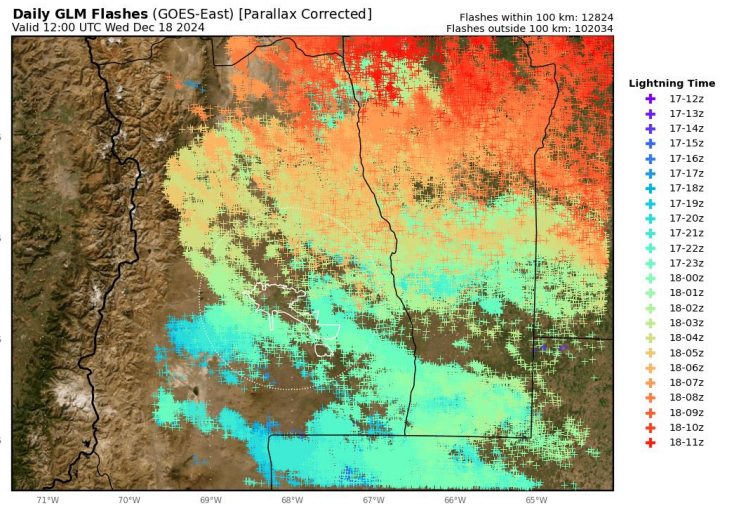 Daily GLM Flashes (GOES-East) [Parallax Corrected]
Valid 12:00 UTC Wed Dec 18 2024
Flashes within 100 km: 12824
Flashes outside 100 km: 102034
Lightning Time
17-12z
17-13z
17-14z
17-15z
17-16z
17-17z
17-18z
17-19z
17-20z
17-21z
17-22z
17-23z
18-00z
18-01z
18-02z
18-03z
18-04z
18-05z
18-06z
18-07z
18-08z
18-09z
18-10z
18-11z
71°W 70°W 69°W 68°W 67°W 66°W 65°W